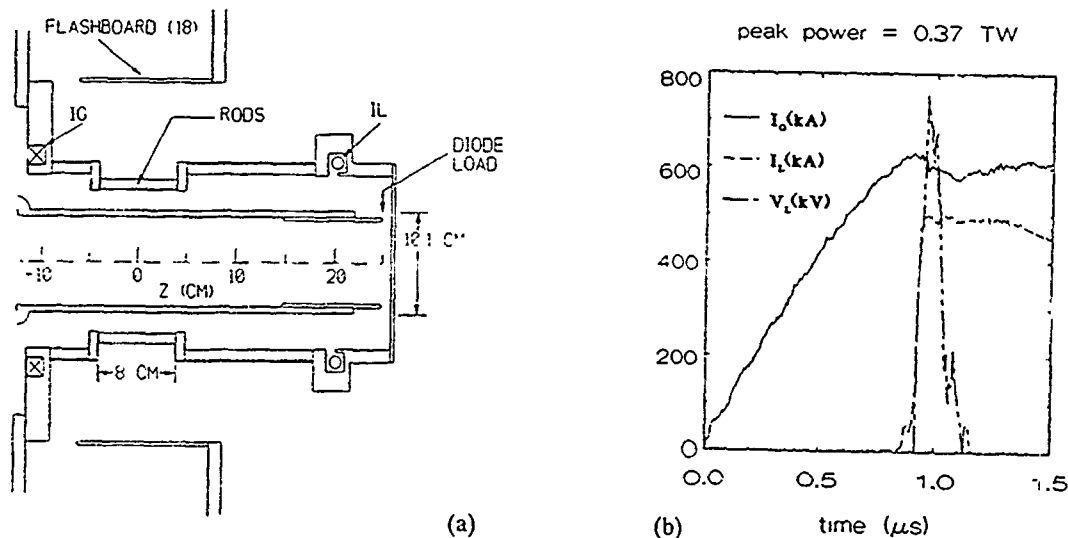 FLASHBOARD (18)
IG
RODS
IL
DIODE
LOAD
-10
0
10
20
Z (CM)
8 CM
(a)
peak power = 0.37 TW
800
600
400
200
0
I₀(kA)
I_L(kA)
V_L(kV)
0.0
0.5
1.0
1.5
time (μs)
(b)